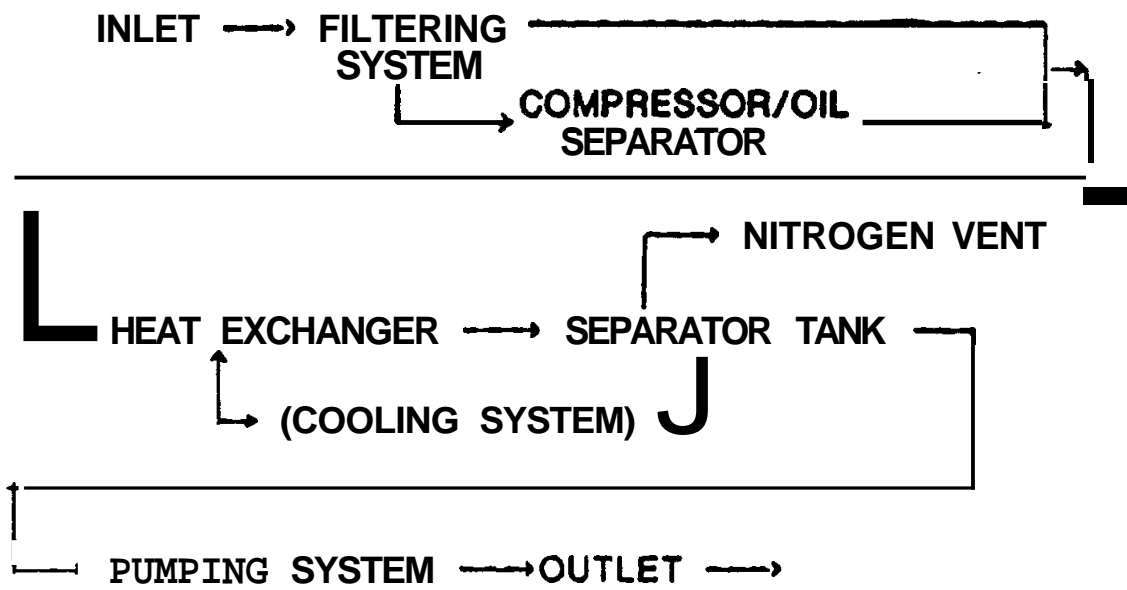 INLET FILTERING
SYSTEM
COMPRESSOR/OIL
SEPARATOR
NITROGEN VENT
HEAT EXCHANGER SEPARATOR TANK
(COOLING SYSTEM)
PUMPING SYSTEM OUTLET